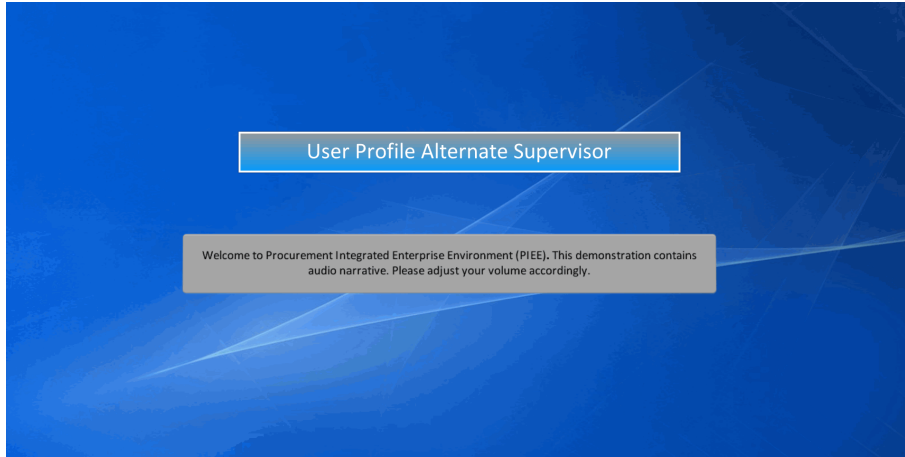 User Profile Alternate Supervisor
Welcome to Procurement Integrated Enterprise Environment (PIEE). This demonstration contains
audio narrative. Please adjust your volume accordingly.